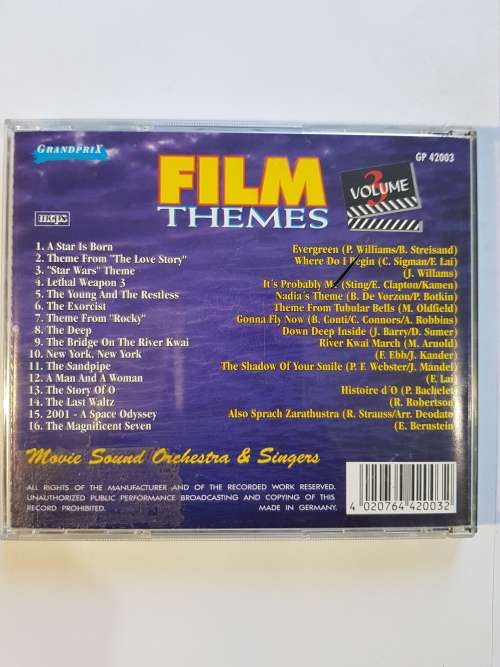 GRANDPRIX
GP 42003
FILM
THEMES
3
VOLUME
mcps
1. A Star Is Born Evergreen (P. Williams/B. Streisand)
2. Theme From "The Love Story" Where Do I Begin (C. Sigman/F. Lai)
3. "Star Wars" Theme (J. Willams)
4. Lethal Weapon 3 It's Probably (Sting/E. Clapton/Kamen)
5. The Young And The Restless Nadia's Theme (B. De Vorzon/P. Botkin)
6. The Exorcist Theme From Tubular Bells (M. Oldfield)
7. Theme From "Rocky" Gonna Fly Now (B. Conti/C. Connors/A. Robbins)
8. The Deep Down Deep Inside (J. Barry/D. Sumer)
9. The Bridge On The River Kwai River Kwai March (M. Arnold)
10. New York, New York (F. Ebb/J. Kander)
11. The Sandpipe The Shadow Of Your Smile (P. F. Webster/J. Mandel)
12. A Man And A Woman (F. Lai)
13. The Story Of O Histoire d'O (P. Bachelet)
14. The Last Waltz (R. Robertson)
15. 2001 - A Space Odyssey Also Sprach Zarathustra (R. Strauss/Arr. Deodato)
16. The Magnificent Seven (E. Bernstein)
Movie Sound Orchestra & Singers
ALL RIGHTS OF THE MANUFACTURER AND OF THE RECORDED WORK RESERVED.
UNAUTHORIZED PUBLIC PERFORMANCE BROADCASTING AND COPYING OF THIS
RECORD PROHIBITED. MADE IN GERMANY.
4 020764 420032